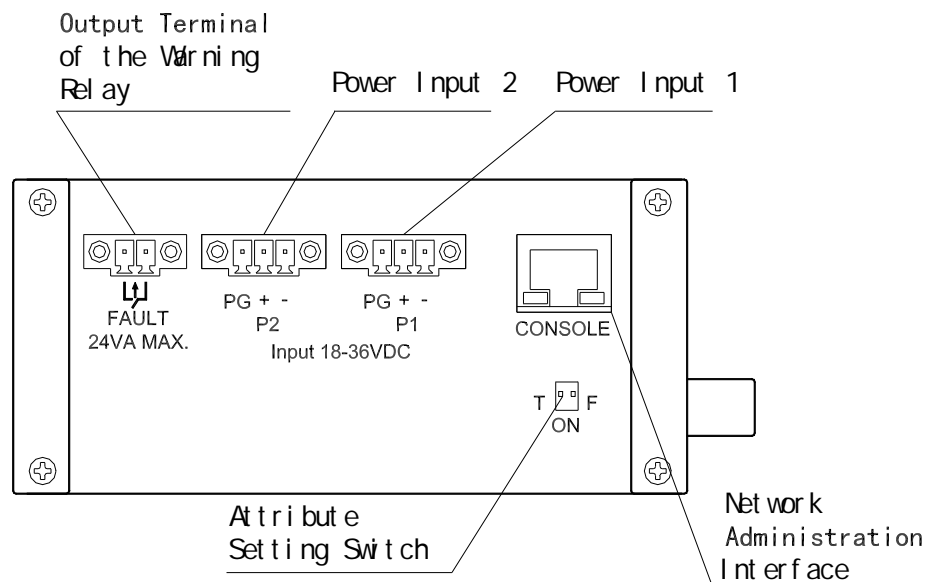 Output Terminal
of the Warning
Relay
Power Input 2
Power Input 1
PG + -
P2
PG + -
P1
FAULT
24VA MAX.
Input 18-36VDC
CONSOLE
T
F
ON
Attribute
Setting Switch
Network
Administration
Interface